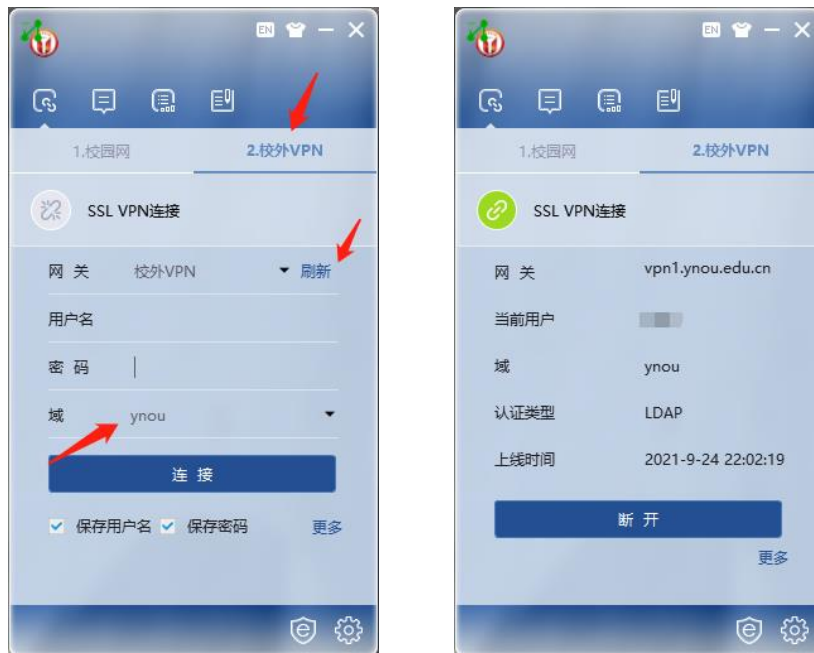 EN
1.校园网
2.校外VPN
SSL VPN连接
网 关 校外VPN 刷新
用户名
密 码
域 ynou
连 接
保存用户名 保存密码 更多
EN
1.校园网
2.校外VPN
SSL VPN连接
网 关 vpn1.ynou.edu.cn
当前用户
域 ynou
认证类型 LDAP
上线时间 2021-9-24 22:02:19
断 开
更多